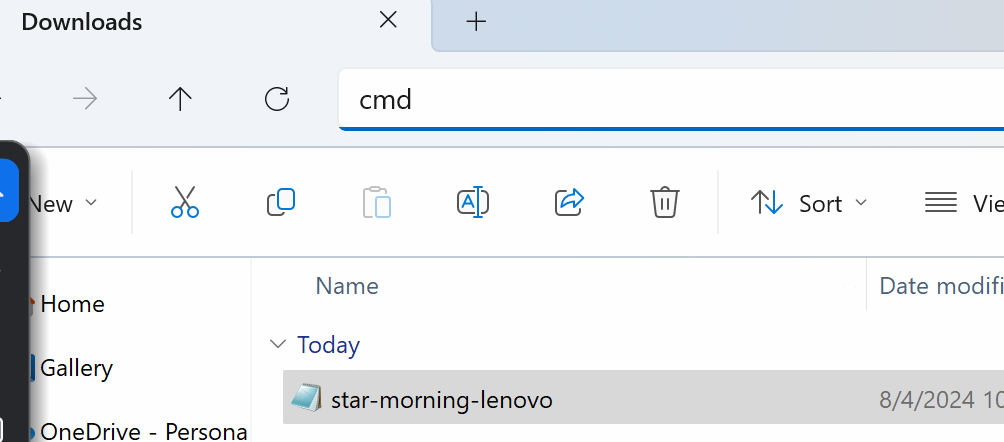 Downloads
cmd
New
Sort
Vie
Name
Date modifi
Home
Today
Gallery
star-morning-lenovo
8/4/2024 10
OneDrive - Persona